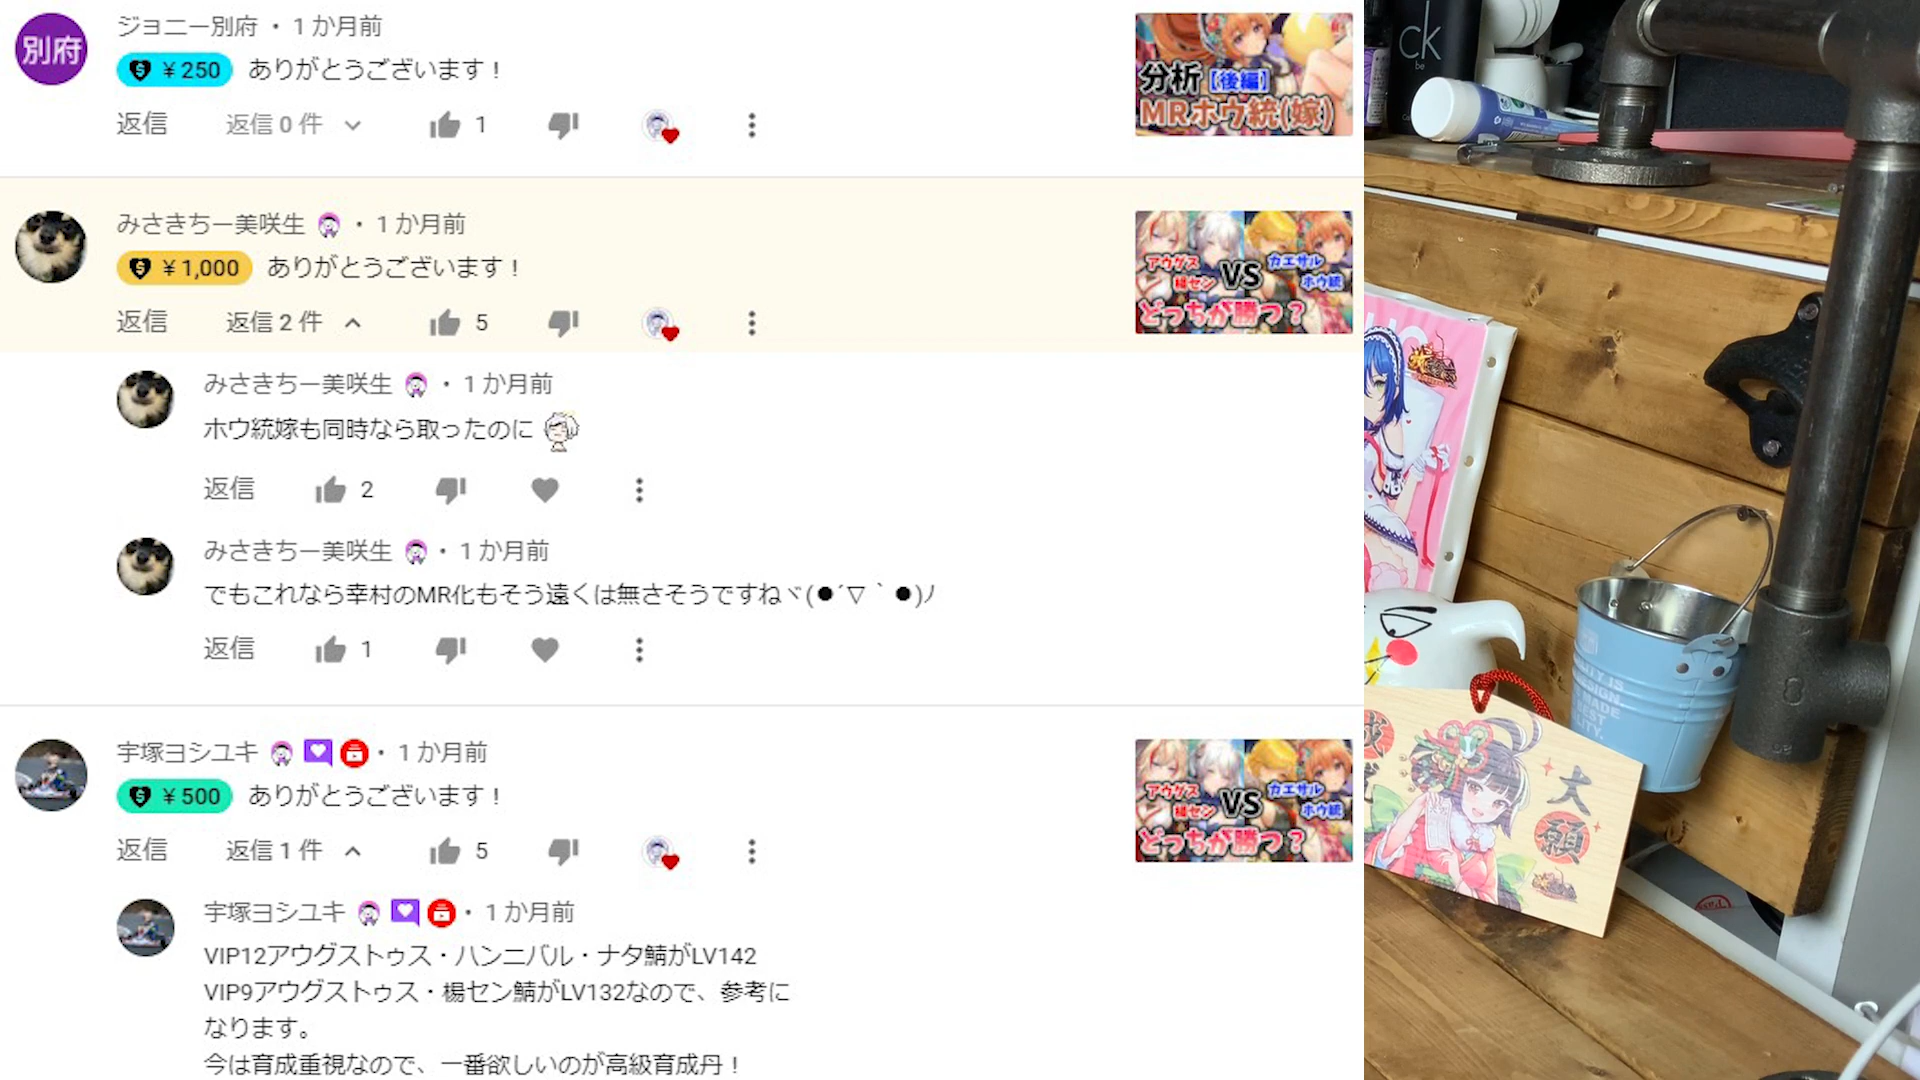 別府
ジョニー別府 ・ 1 か月前
¥ 250 ありがとうございます！
返信 返信 0 件 1
分析【後編】
MRホウ統(嫁)
みさきちー美咲生 ・ 1 か月前
¥ 1,000 ありがとうございます！
返信 返信 2 件 5
アウグス 楊セン VS カエサル ホウ統
どっちが勝つ？
みさきちー美咲生 ・ 1 か月前
ホウ統嫁も同時なら取ったのに
返信 2
みさきちー美咲生 ・ 1 か月前
でもこれなら幸村のMR化もそう遠くは無さそうですねヾ(●´▽｀●)ﾉ
返信 1
宇塚ヨシユキ ・ 1 か月前
¥ 500 ありがとうございます！
返信 返信 1 件 5
アウグス 楊セン VS カエサル ホウ統
どっちが勝つ？
宇塚ヨシユキ ・ 1 か月前
VIP12アウグストゥス・ハンニバル・ナタ鯖がLV142
VIP9アウグストゥス・楊セン鯖がLV132なので、参考に
なります。
今は育成重視なので、一番欲しいのが高級育成丹！
ck
be
大
願